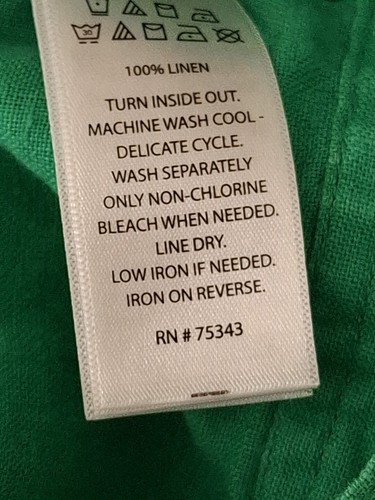 30
100% LINEN
TURN INSIDE OUT.
MACHINE WASH COOL -
DELICATE CYCLE.
WASH SEPARATELY
ONLY NON-CHLORINE
BLEACH WHEN NEEDED.
LINE DRY.
LOW IRON IF NEEDED.
IRON ON REVERSE.
RN # 75343